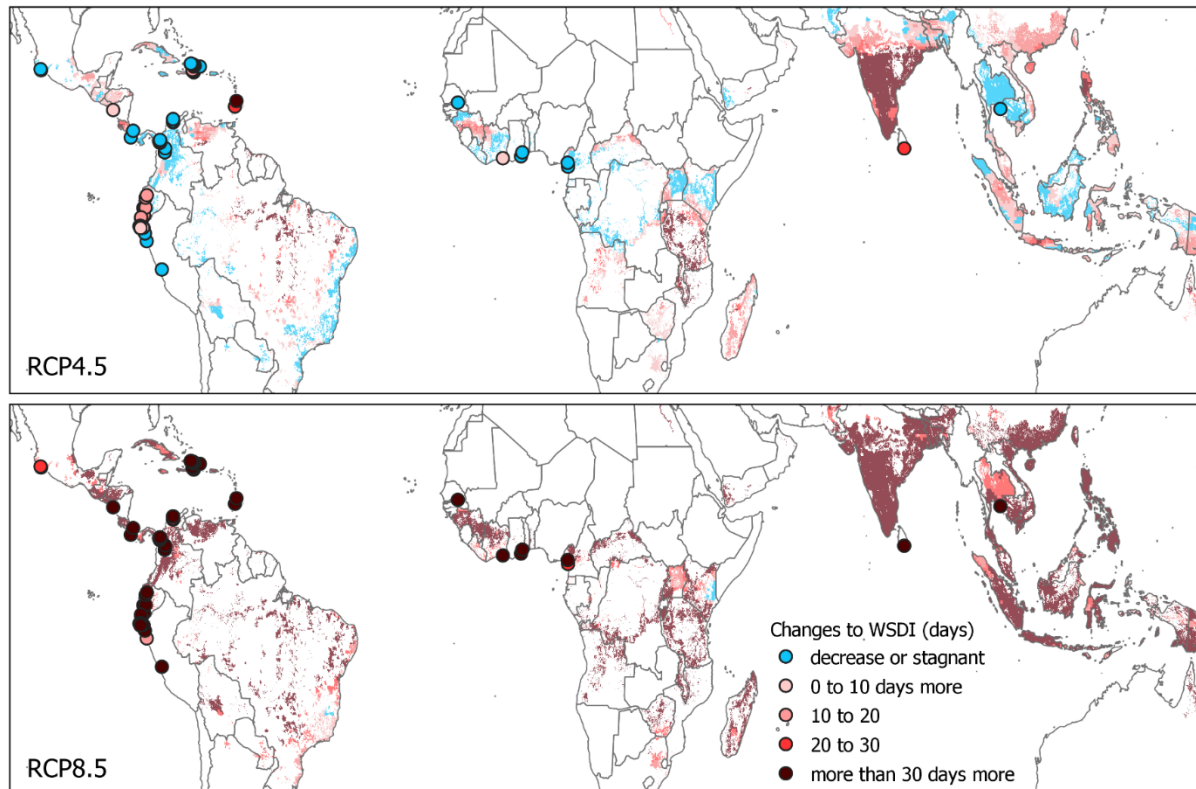 RCP4.5
RCP8.5
Changes to WSDI (days)
decrease or stagnant
0 to 10 days more
10 to 20
20 to 30
more than 30 days more